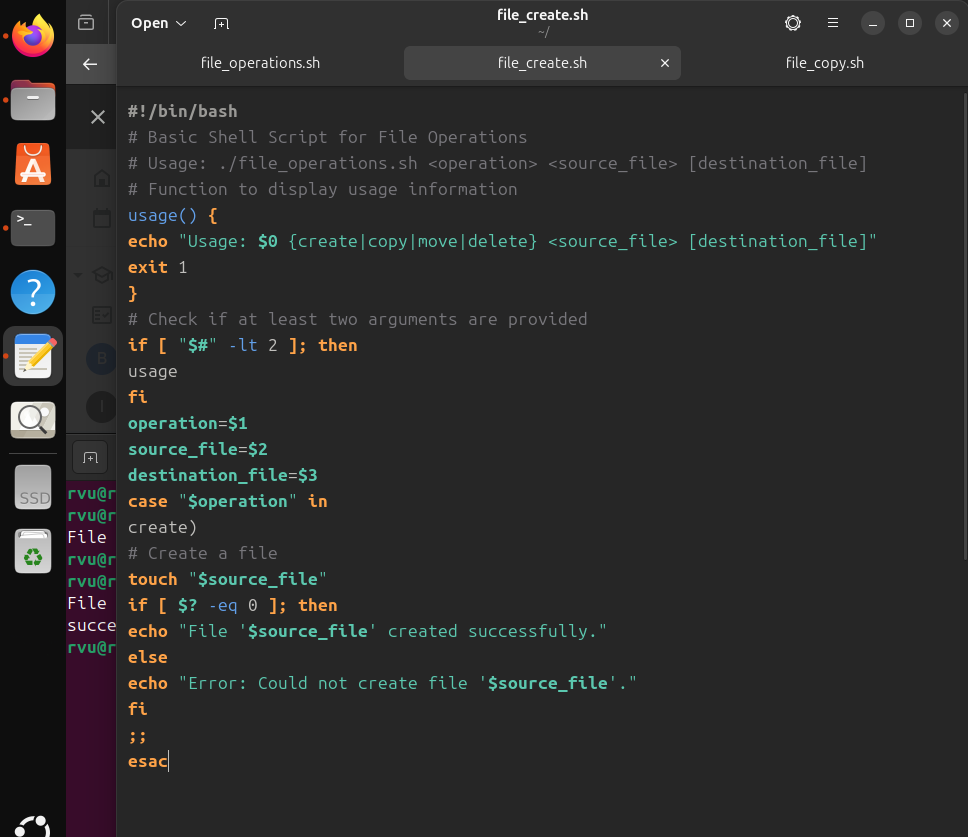 Open
file_create.sh
~/
file_operations.sh
file_create.sh
file_copy.sh
#!/bin/bash
# Basic Shell Script for File Operations
# Usage: ./file_operations.sh <operation> <source_file> [destination_file]
# Function to display usage information
usage() {
echo "Usage: $0 {create|copy|move|delete} <source_file> [destination_file]"
exit 1
}
# Check if at least two arguments are provided
if [ "$#" -lt 2 ]; then
usage
fi
operation=$1
source_file=$2
destination_file=$3
case "$operation" in
create)
# Create a file
touch "$source_file"
if [ $? -eq 0 ]; then
echo "File '$source_file' created successfully."
else
echo "Error: Could not create file '$source_file'."
fi
;;
esac
>_
?
B
I
SSD
rvu@r
rvu@r
File
rvu@r
rvu@r
File
succe
rvu@r